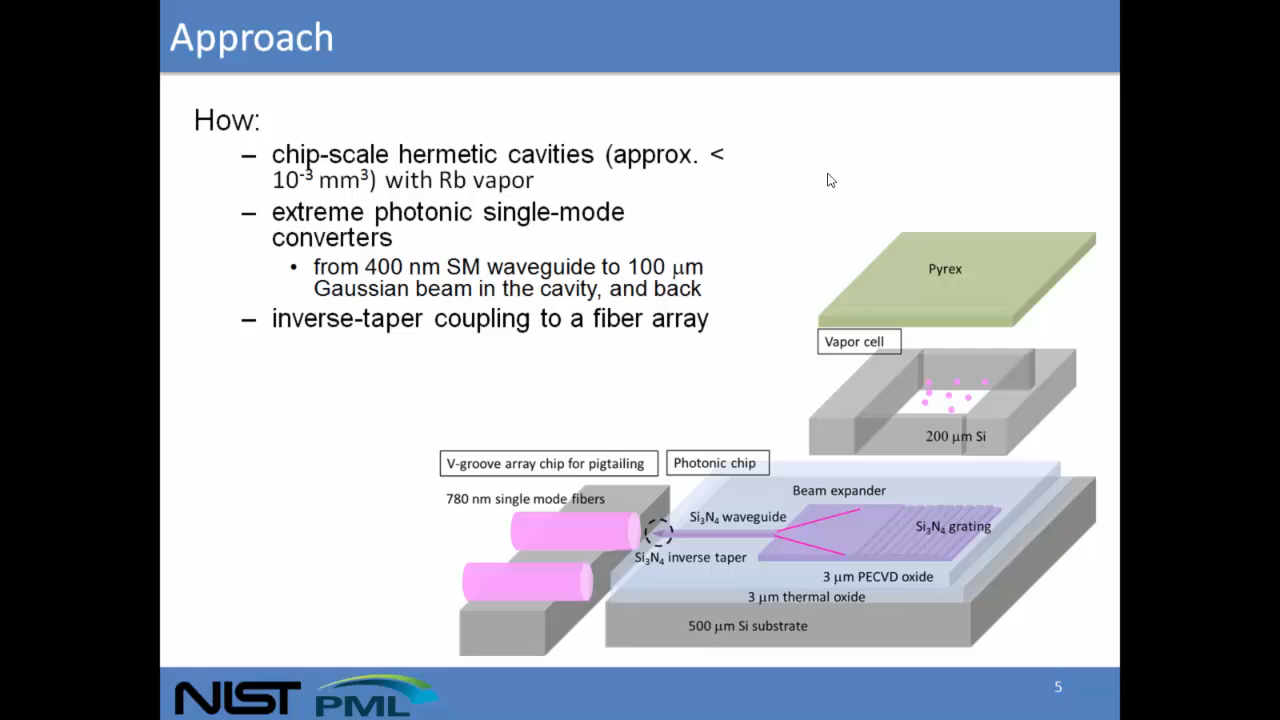 Approach
How:
– chip-scale hermetic cavities (approx. <
10⁻³ mm³) with Rb vapor
– extreme photonic single-mode
converters
• from 400 nm SM waveguide to 100 μm
Gaussian beam in the cavity, and back
– inverse-taper coupling to a fiber array
Pyrex
Vapor cell
200 μm Si
V-groove array chip for pigtailing
Photonic chip
780 nm single mode fibers
Beam expander
Si₃N₄ waveguide
Si₃N₄ grating
Si₃N₄ inverse taper
3 μm PECVD oxide
3 μm thermal oxide
500 μm Si substrate
NIST PML
5